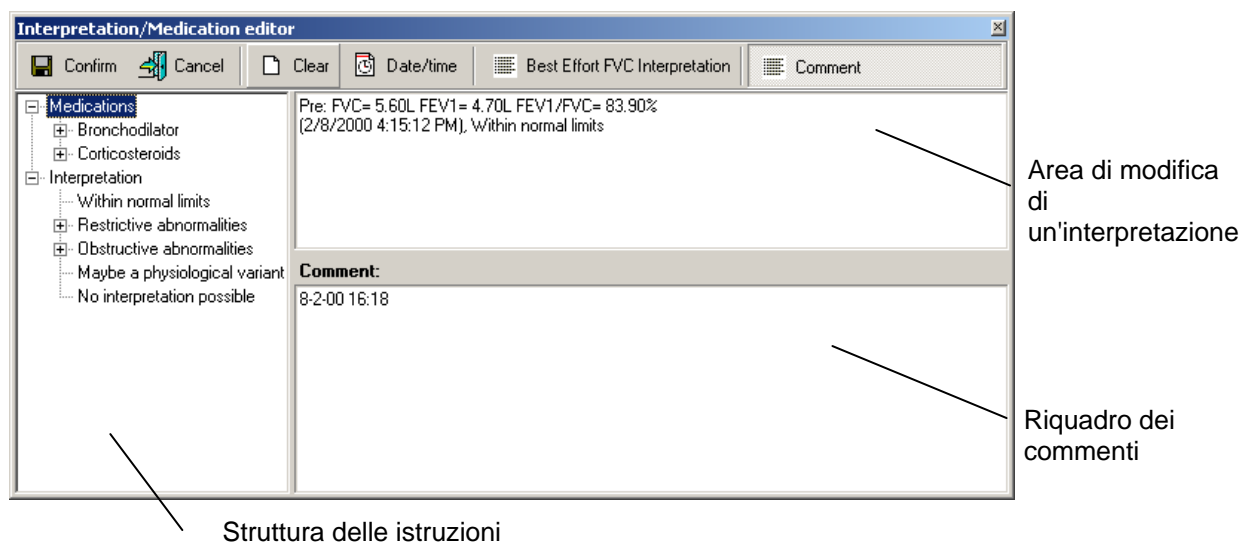 Interpretation/Medication editor
Confirm Cancel Clear Date/time Best Effort FVC Interpretation Comment
Medications
Bronchodilator
Corticosteroids
Interpretation
Within normal limits
Restrictive abnormalities
Obstructive abnormalities
Maybe a physiological variant
No interpretation possible
Pre: FVC= 5.60L FEV1= 4.70L FEV1/FVC= 83.90%
(2/8/2000 4:15:12 PM), Within normal limits
Comment:
8-2-00 16:18
Area di modifica
di
un'interpretazione
Riquadro dei
commenti
Struttura delle istruzioni